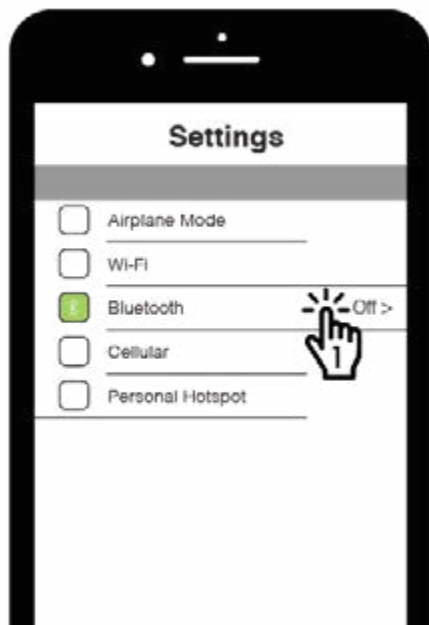 Settings
Airplane Mode
Wi-Fi
Bluetooth Off >
1
Cellular
Personal Hotspot